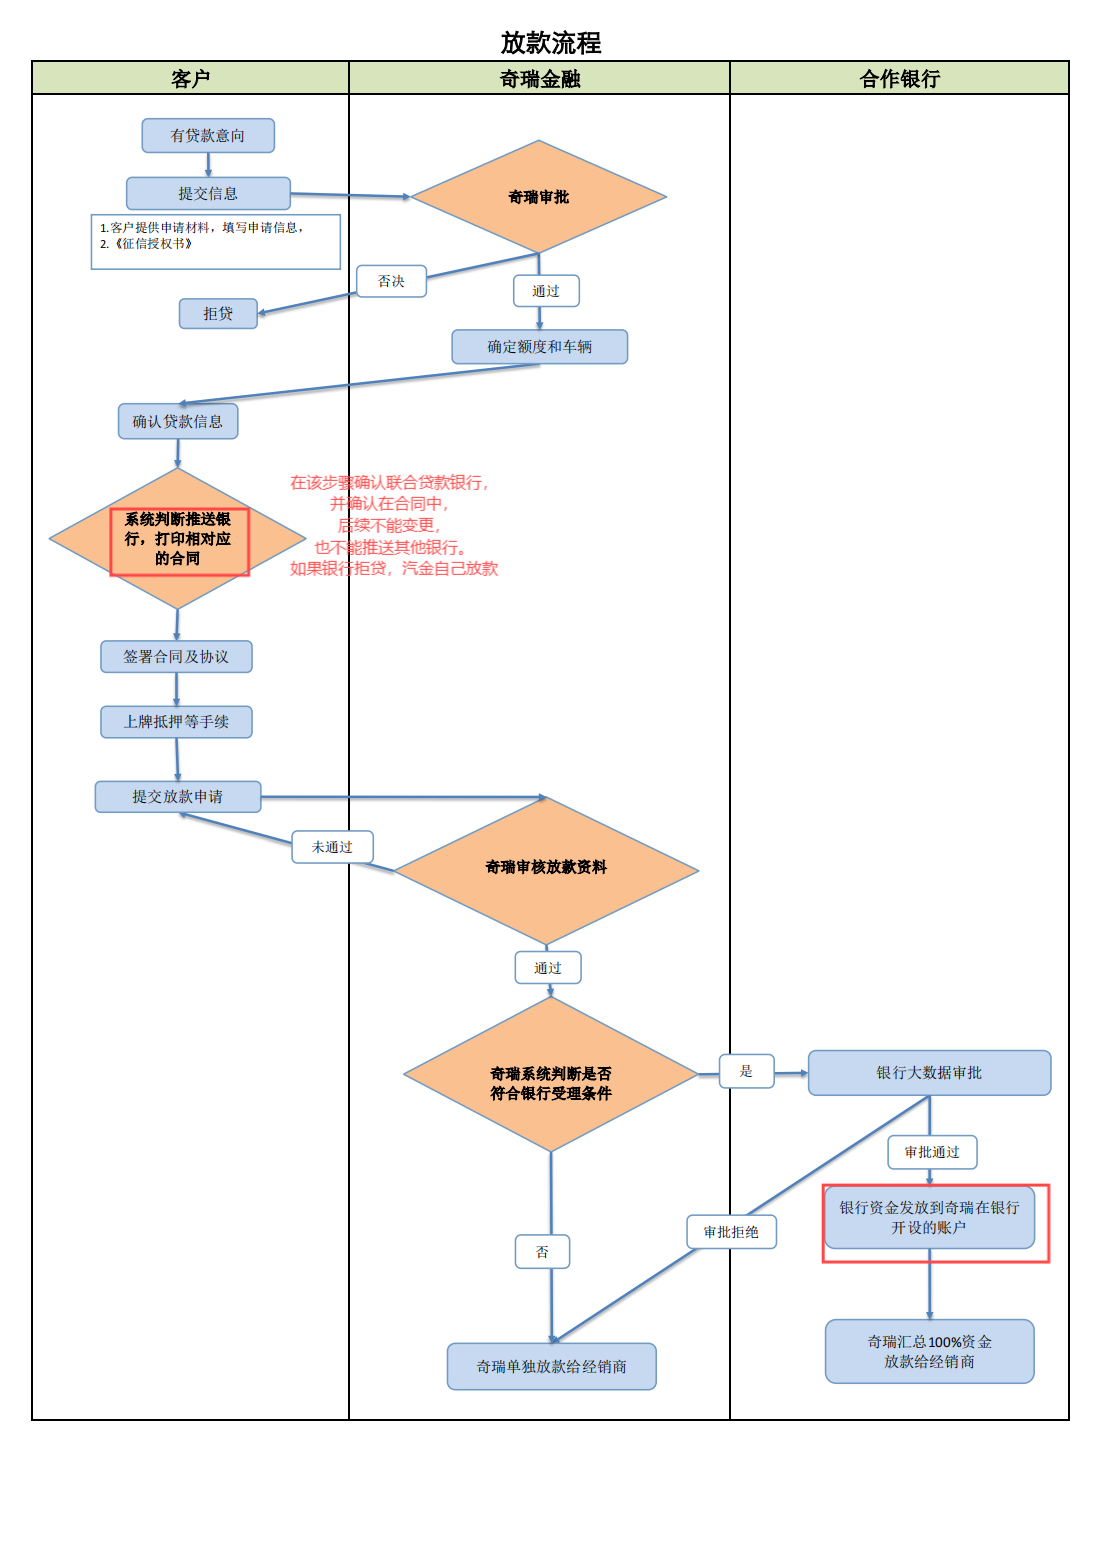 放款流程
客户
奇瑞金融
合作银行
有贷款意向
提交信息
1.客户提供申请材料，填写申请信息，
2.《征信授权书》
奇瑞审批
否决
通过
拒贷
确定额度和车辆
确认贷款信息
系统判断推送银
行，打印相对应
的合同
在该步骤确认联合贷款银行，
并确认在合同中，
后续不能变更，
也不能推送其他银行。
如果银行拒贷，汽金自己放款
签署合同及协议
上牌抵押等手续
提交放款申请
未通过
奇瑞审核放款资料
通过
奇瑞系统判断是否
符合银行受理条件
是
银行大数据审批
审批通过
银行资金发放到奇瑞在银行
开设的账户
审批拒绝
否
奇瑞汇总100%资金
放款给经销商
奇瑞单独放款给经销商